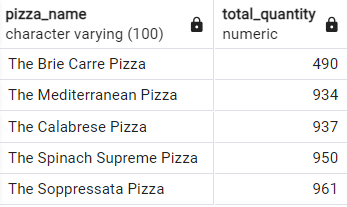 pizza_name total_quantity
character varying (100) numeric
The Brie Carre Pizza 490
The Mediterranean Pizza 934
The Calabrese Pizza 937
The Spinach Supreme Pizza 950
The Soppressata Pizza 961